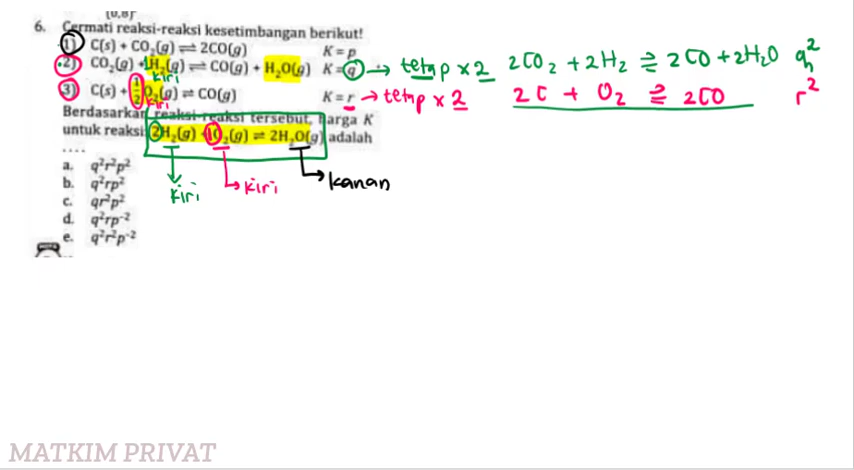 6. Cermati reaksi-reaksi kesetimbangan berikut!
1) C(s) + CO₂(g) ⇌ 2CO(g) K = p
2) CO₂(g) + H₂(g) ⇌ CO(g) + H₂O(g) K = q → tetap x 2 2CO₂ + 2H₂ ⇌ 2CO + 2H₂O q²
kiri
3) C(s) + 1/2 O₂(g) ⇌ CO(g) K = r → tetap x 2 2C + O₂ ⇌ 2CO r²
kiri
Berdasarkan reaksi-reaksi tersebut, harga K
untuk reaksi 2H₂(g) + 1O₂(g) ⇌ 2H₂O(g) adalah
....
kiri kiri kanan
a. q²r²p²
b. q²rp²
c. qr²p²
d. q²rp⁻²
e. q²r²p⁻²
MATKIM PRIVAT